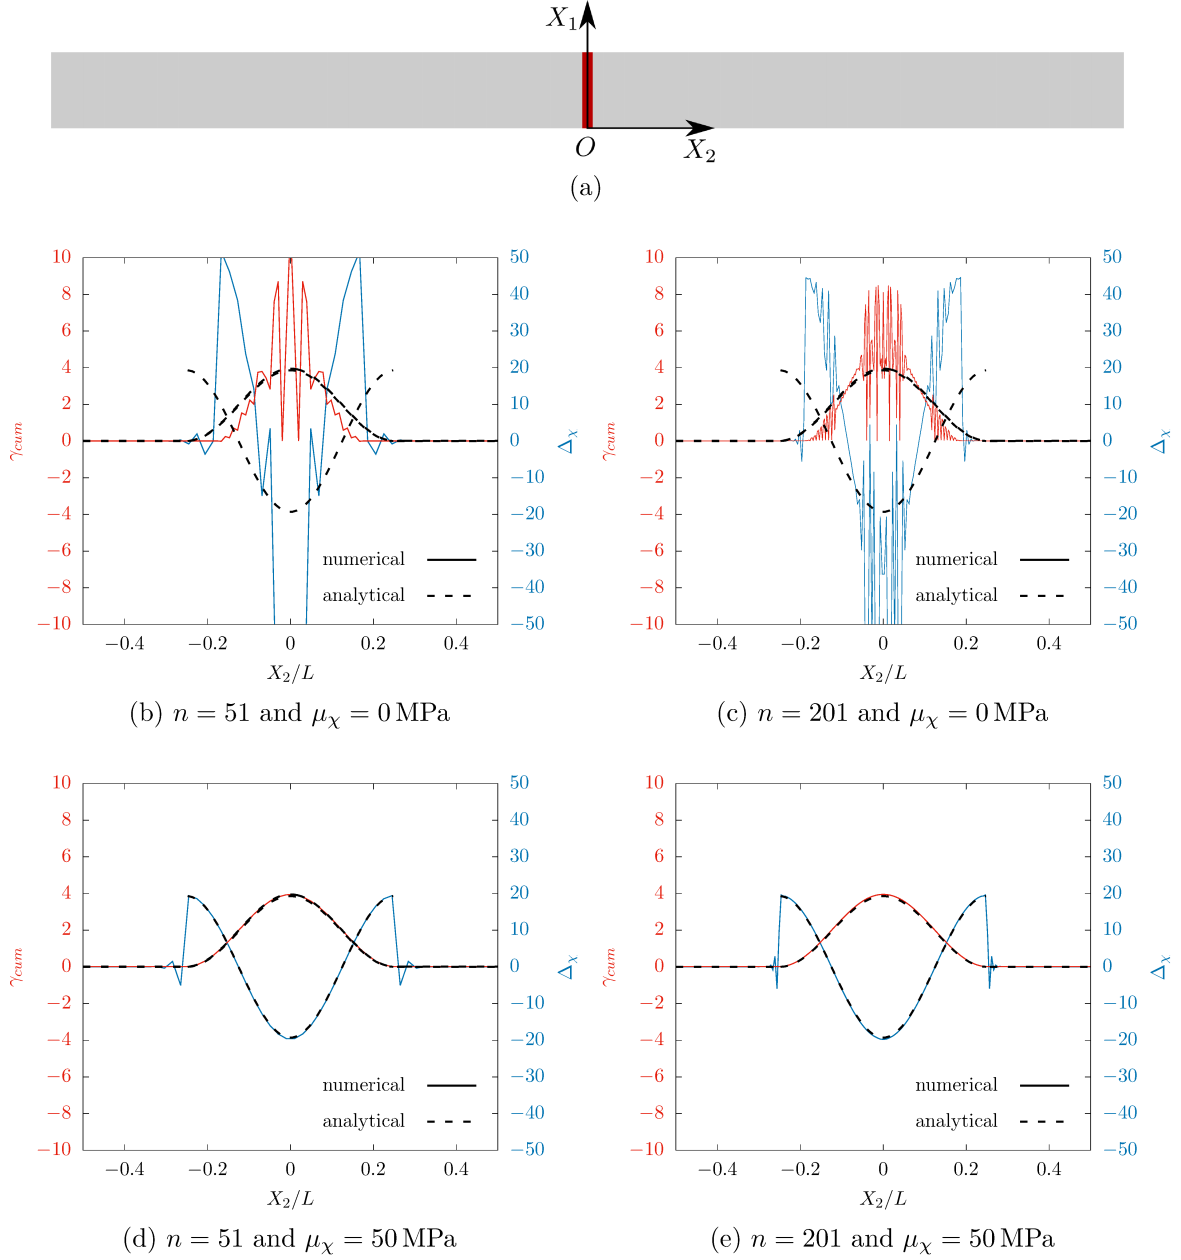 X₁
O
X₂
(a)
10
8
6
4
2
0
−2
−4
−6
−8
−10
γcum
50
40
30
20
10
0
−10
−20
−30
−40
−50
Δχ
numerical
analytical
−0.4 −0.2 0 0.2 0.4
X₂/L
(b) n = 51 and μχ = 0 MPa
10
8
6
4
2
0
−2
−4
−6
−8
−10
γcum
50
40
30
20
10
0
−10
−20
−30
−40
−50
Δχ
numerical
analytical
−0.4 −0.2 0 0.2 0.4
X₂/L
(c) n = 201 and μχ = 0 MPa
10
8
6
4
2
0
−2
−4
−6
−8
−10
γcum
50
40
30
20
10
0
−10
−20
−30
−40
−50
Δχ
numerical
analytical
−0.4 −0.2 0 0.2 0.4
X₂/L
(d) n = 51 and μχ = 50 MPa
10
8
6
4
2
0
−2
−4
−6
−8
−10
γcum
50
40
30
20
10
0
−10
−20
−30
−40
−50
Δχ
numerical
analytical
−0.4 −0.2 0 0.2 0.4
X₂/L
(e) n = 201 and μχ = 50 MPa